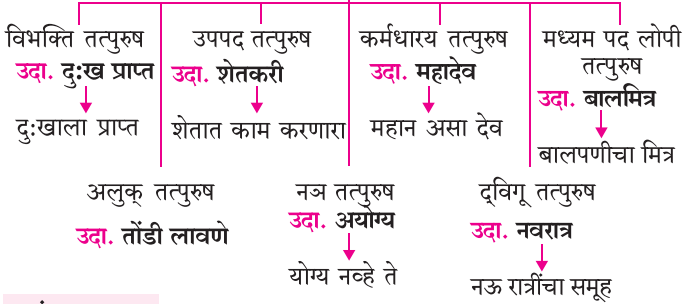 विभक्ति तत्पुरुष
उदा. दुःख प्राप्त
दुःखाला प्राप्त
उपपद तत्पुरुष
उदा. शेतकरी
शेतात काम करणारा
कर्मधारय तत्पुरुष
उदा. महादेव
महान असा देव
मध्यम पद लोपी
तत्पुरुष
उदा. बालमित्र
बालपणीचा मित्र
अलुक् तत्पुरुष
उदा. तोंडी लावणे
नञ तत्पुरुष
उदा. अयोग्य
योग्य नव्हे ते
द्‌विगू तत्पुरुष
उदा. नवरात्र
नऊ रात्रींचा समूह